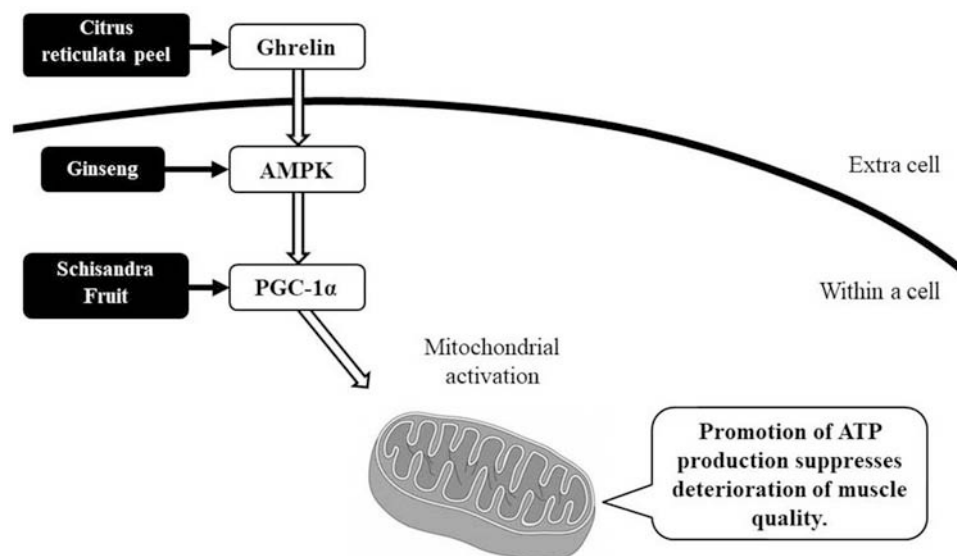 Citrus
reticulata peel
Ghrelin
Ginseng
AMPK
Extra cell
Schisandra
Fruit
PGC-1α
Within a cell
Mitochondrial
activation
Promotion of ATP
production suppresses
deterioration of muscle
quality.